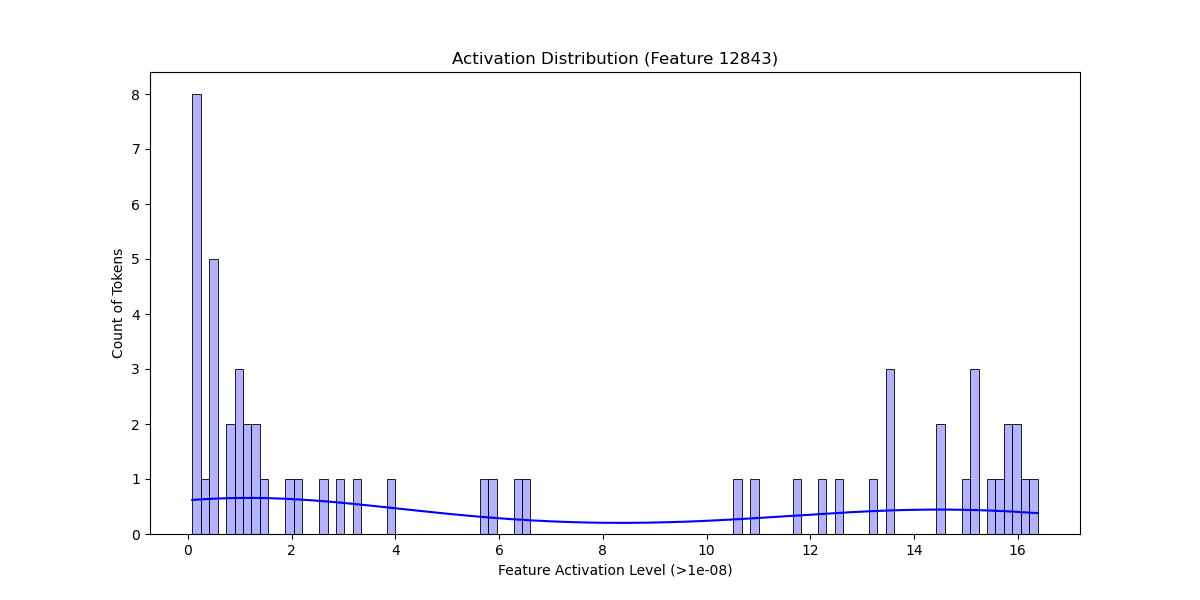 Activation Distribution (Feature 12843)
Count of Tokens
8
7
6
5
4
3
2
1
0
0 2 4 6 8 10 12 14 16
Feature Activation Level (>1e-08)